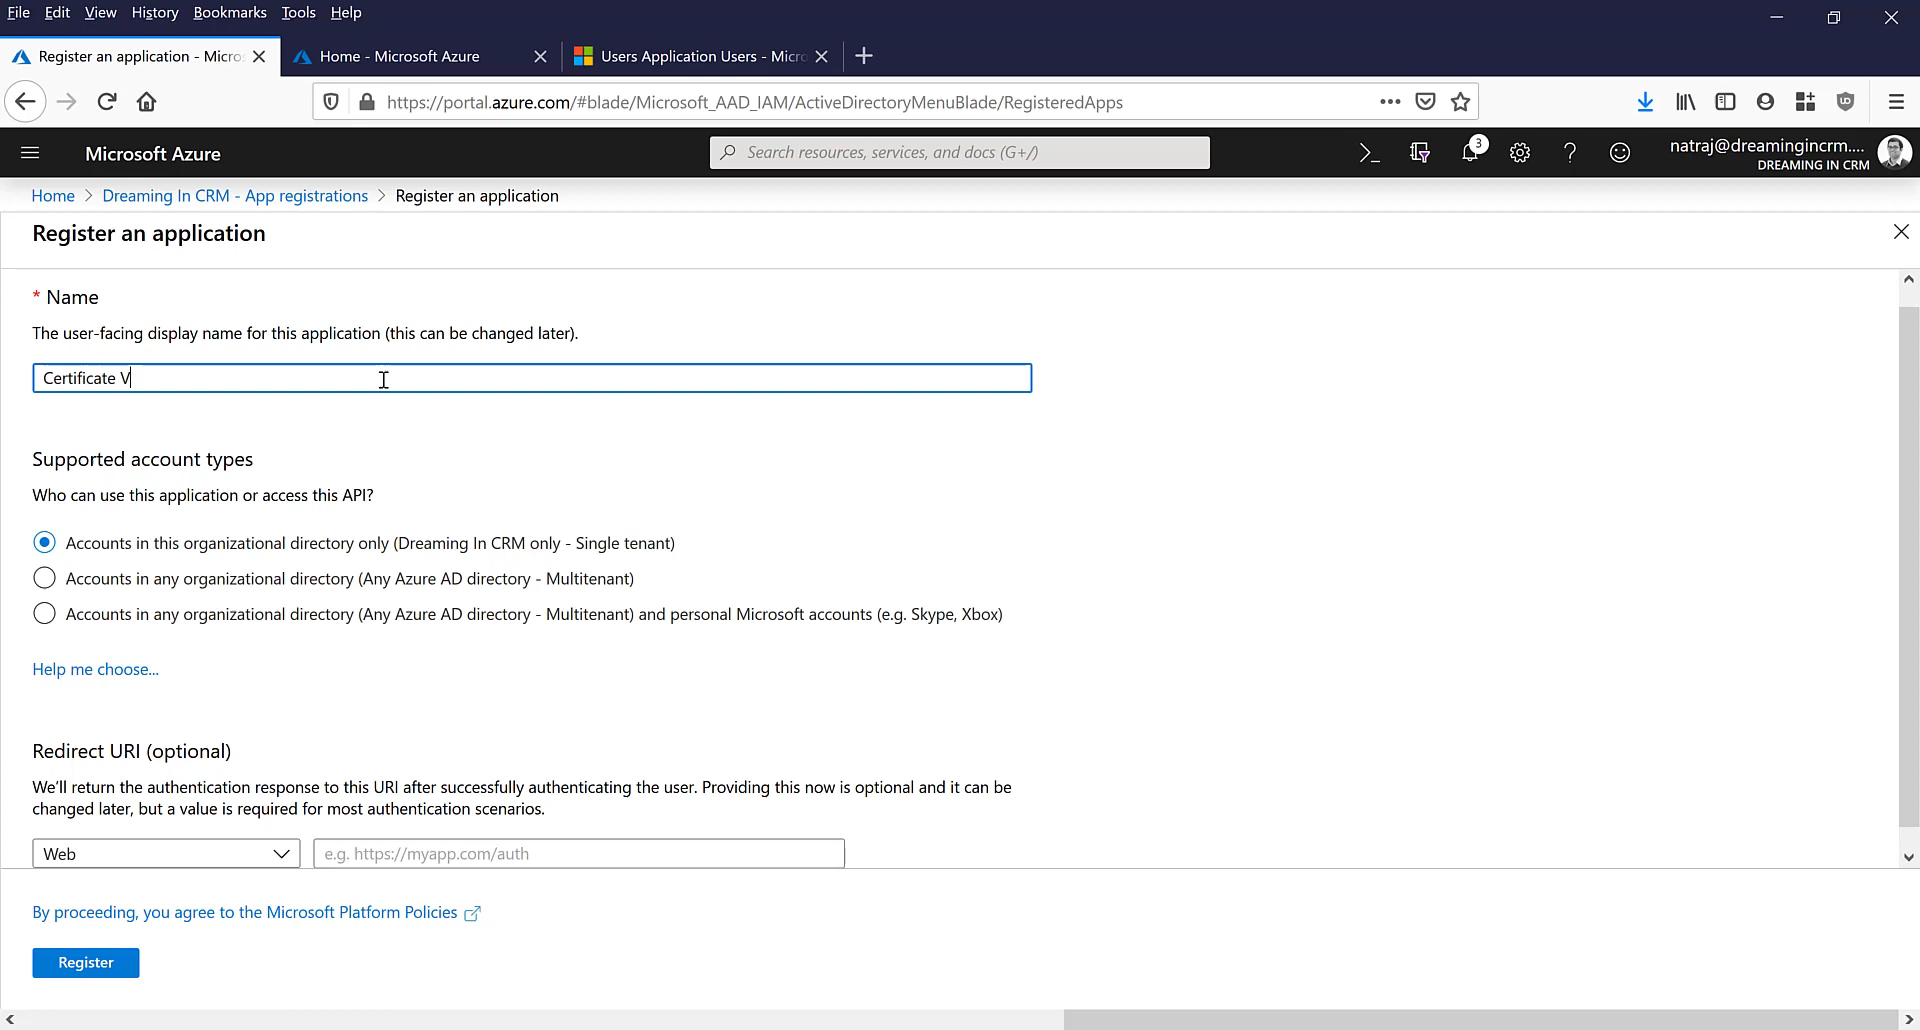 File Edit View History Bookmarks Tools Help
Register an application - Micros
Home - Microsoft Azure
Users Application Users - Micro
https://portal.azure.com/#blade/Microsoft_AAD_IAM/ActiveDirectoryMenuBlade/RegisteredApps
Microsoft Azure
Search resources, services, and docs (G+/)
3
natraj@dreamingincrm....
DREAMING IN CRM
Home > Dreaming In CRM - App registrations > Register an application
Register an application
* Name
The user-facing display name for this application (this can be changed later).
Certificate V
Supported account types
Who can use this application or access this API?
Accounts in this organizational directory only (Dreaming In CRM only - Single tenant)
Accounts in any organizational directory (Any Azure AD directory - Multitenant)
Accounts in any organizational directory (Any Azure AD directory - Multitenant) and personal Microsoft accounts (e.g. Skype, Xbox)
Help me choose...
Redirect URI (optional)
We'll return the authentication response to this URI after successfully authenticating the user. Providing this now is optional and it can be
changed later, but a value is required for most authentication scenarios.
Web
e.g. https://myapp.com/auth
By proceeding, you agree to the Microsoft Platform Policies
Register